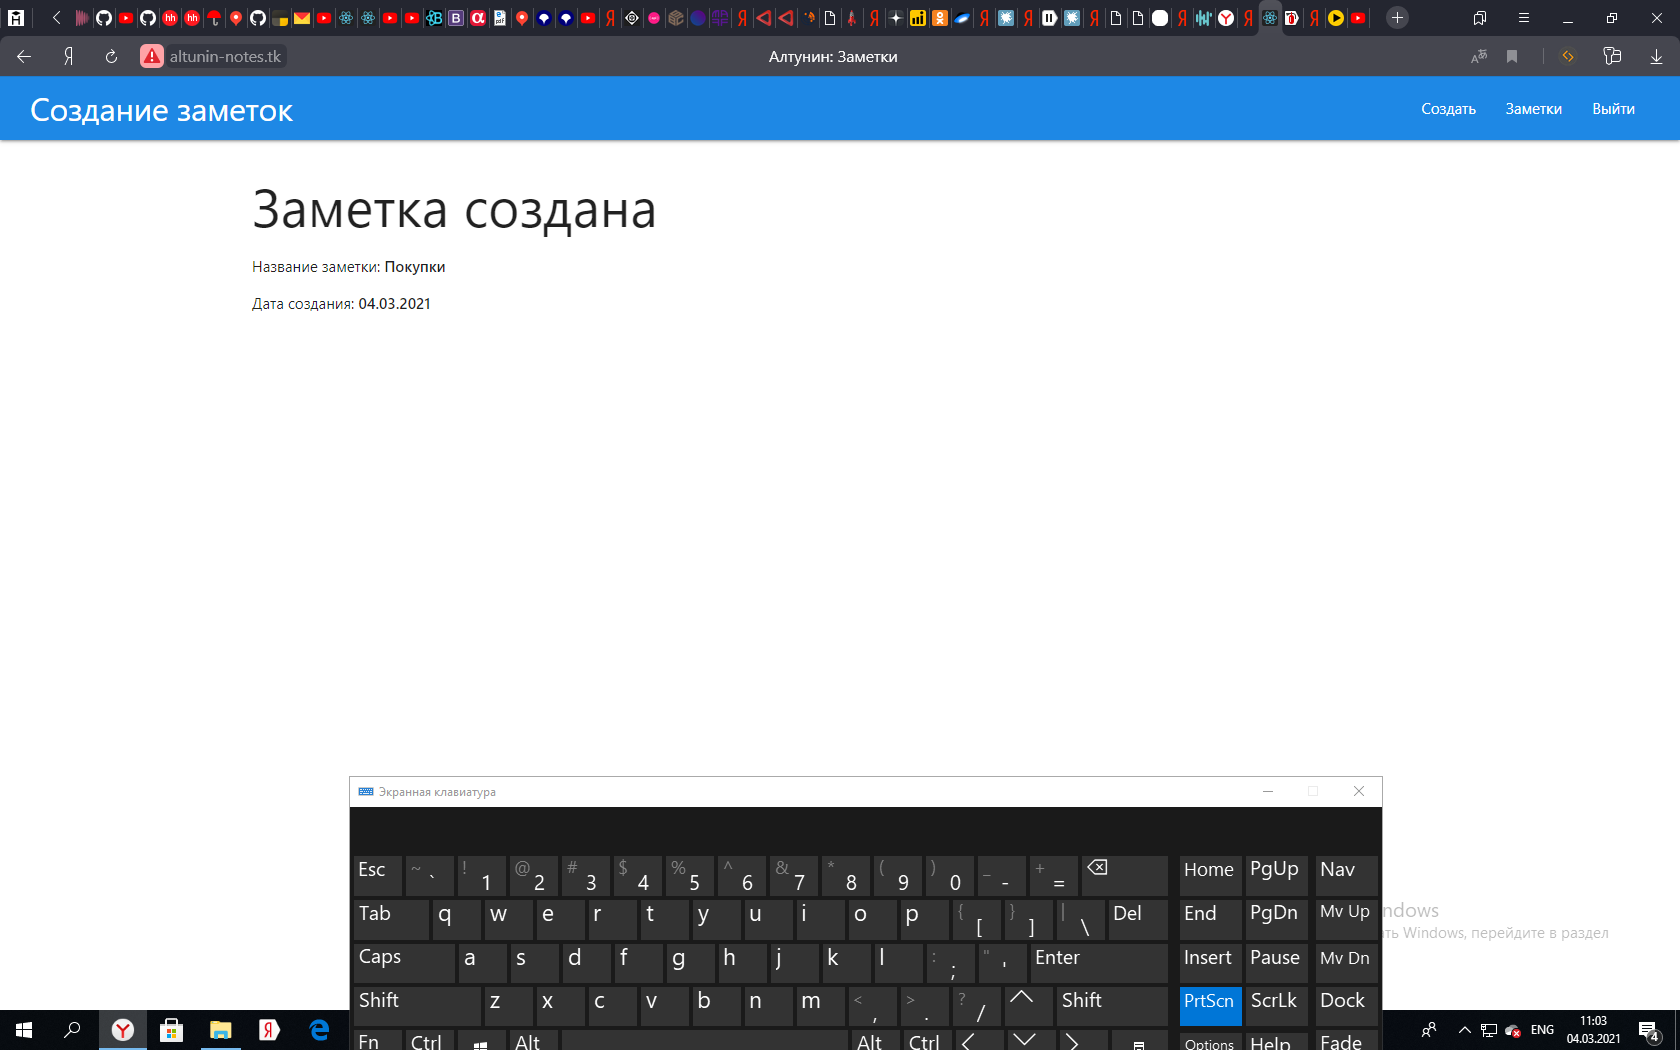 altunin-notes.tk
Алтунин: Заметки
Создание заметок
Создать Заметки Выйти
Заметка создана
Название заметки: Покупки
Дата создания: 04.03.2021
Экранная клавиатура
Esc ~ ` ! 1 @ 2 # 3 $ 4 % 5 ^ 6 & 7 * 8 ( 9 ) 0 _ - + = Home PgUp Nav
Tab q w e r t y u i o p { [ } ] | \ Del End PgDn Mv Up
ndows
Caps a s d f g h j k l : ; " ' Enter Insert Pause Mv Dn
ть Windows, перейдите в раздел
Shift z x c v b n m < , > . ? / Shift PrtScn ScrLk Dock
Fn Ctrl Alt Alt Ctrl Options Help Fade
ENG
11:03
04.03.2021
4